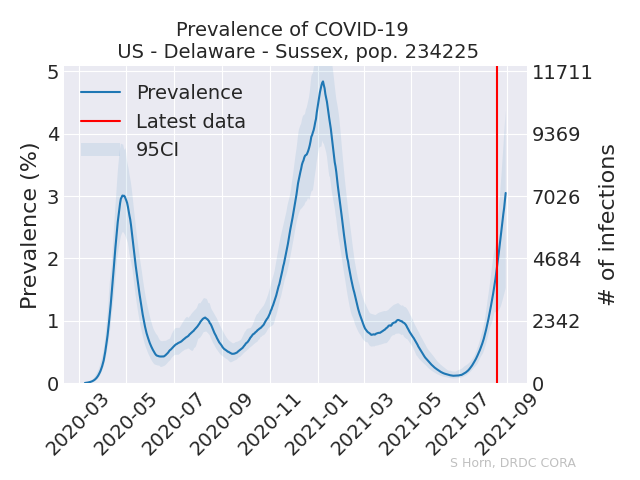 Prevalence of COVID-19
US - Delaware - Sussex, pop. 234225
Prevalence
Latest data
95CI
Prevalence (%)
5
4
3
2
1
0
11711
9369
7026
4684
2342
0
# of infections
2020-03
2020-05
2020-07
2020-09
2020-11
2021-01
2021-03
2021-05
2021-07
2021-09
S Horn, DRDC CORA